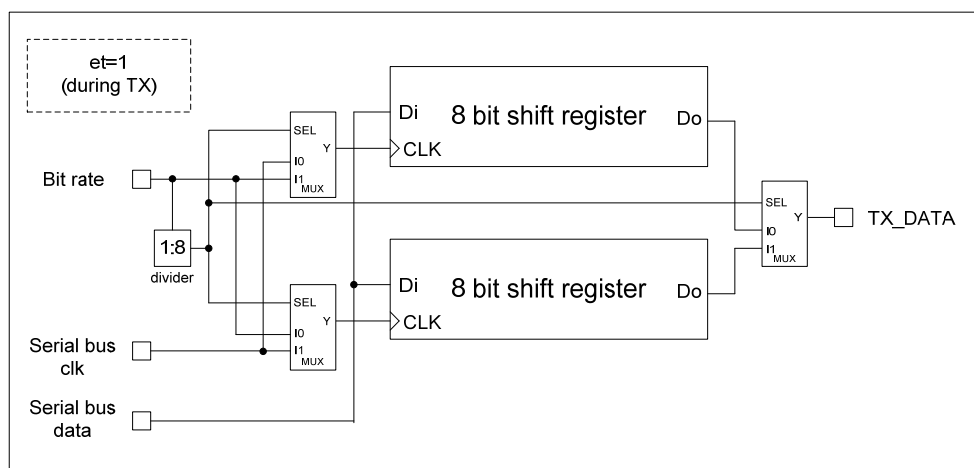 et=1
(during TX)
Di
8 bit shift register
Do
CLK
SEL
I0
I1
Y
MUX
Bit rate
1:8
divider
SEL
I0
I1
Y
MUX
TX_DATA
SEL
I0
I1
Y
MUX
Di
8 bit shift register
Do
CLK
Serial bus
clk
Serial bus
data